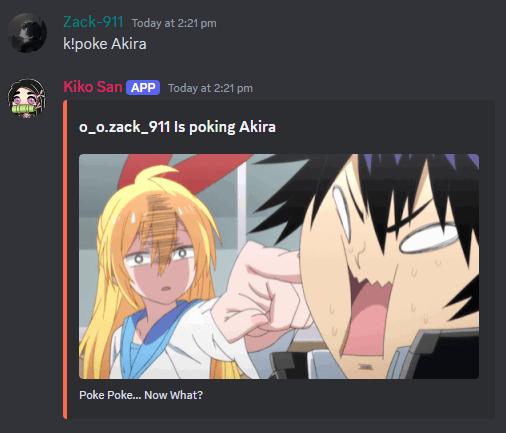 Zack-911 Today at 2:21 pm
k!poke Akira
Kiko San APP Today at 2:21 pm
o_o.zack_911 Is poking Akira
Poke Poke... Now What?